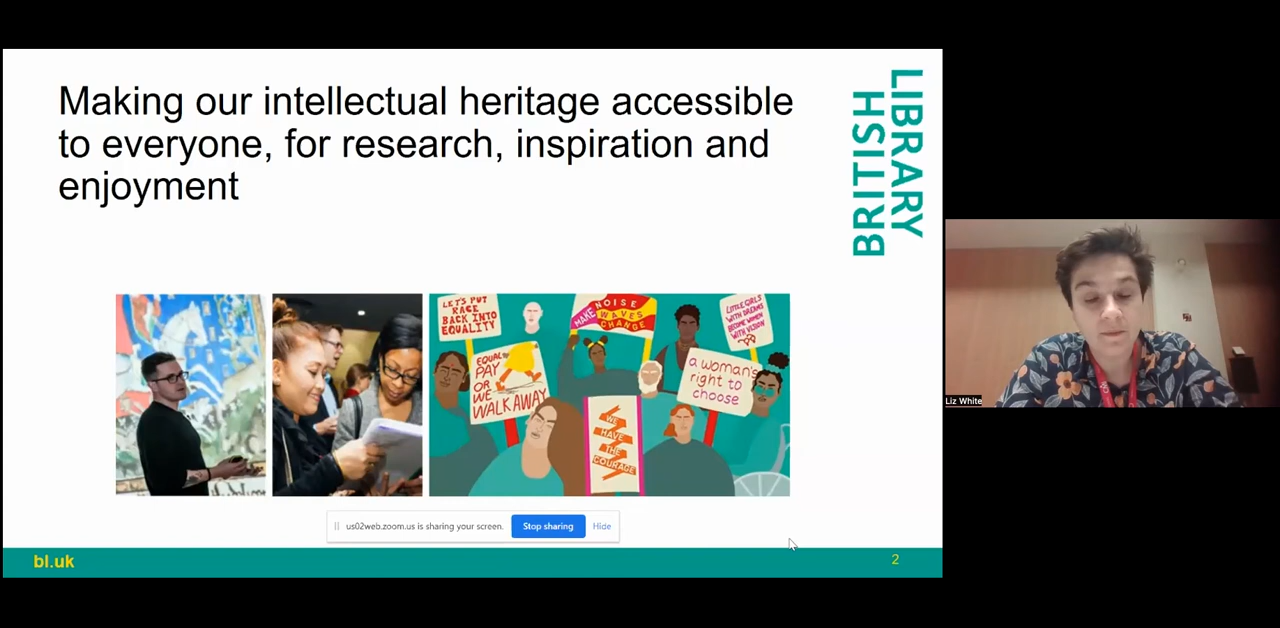 Making our intellectual heritage accessible
to everyone, for research, inspiration and
enjoyment
BRITISH
LIBRARY
LET'S PUT
RACE
BACK INTO
EQUALITY
EQUAL
PAY
OR
WE
WALK AWAY
MAKE NOISE
WAVES
CHANGE
LITTLE GIRLS
WITH DREAMS
BECOME WOMEN
WITH VISION
a woman's
right to
choose
WE
HAVE
THE
COURAGE
us02web.zoom.us is sharing your screen.
Stop sharing
Hide
bl.uk
2
Liz White